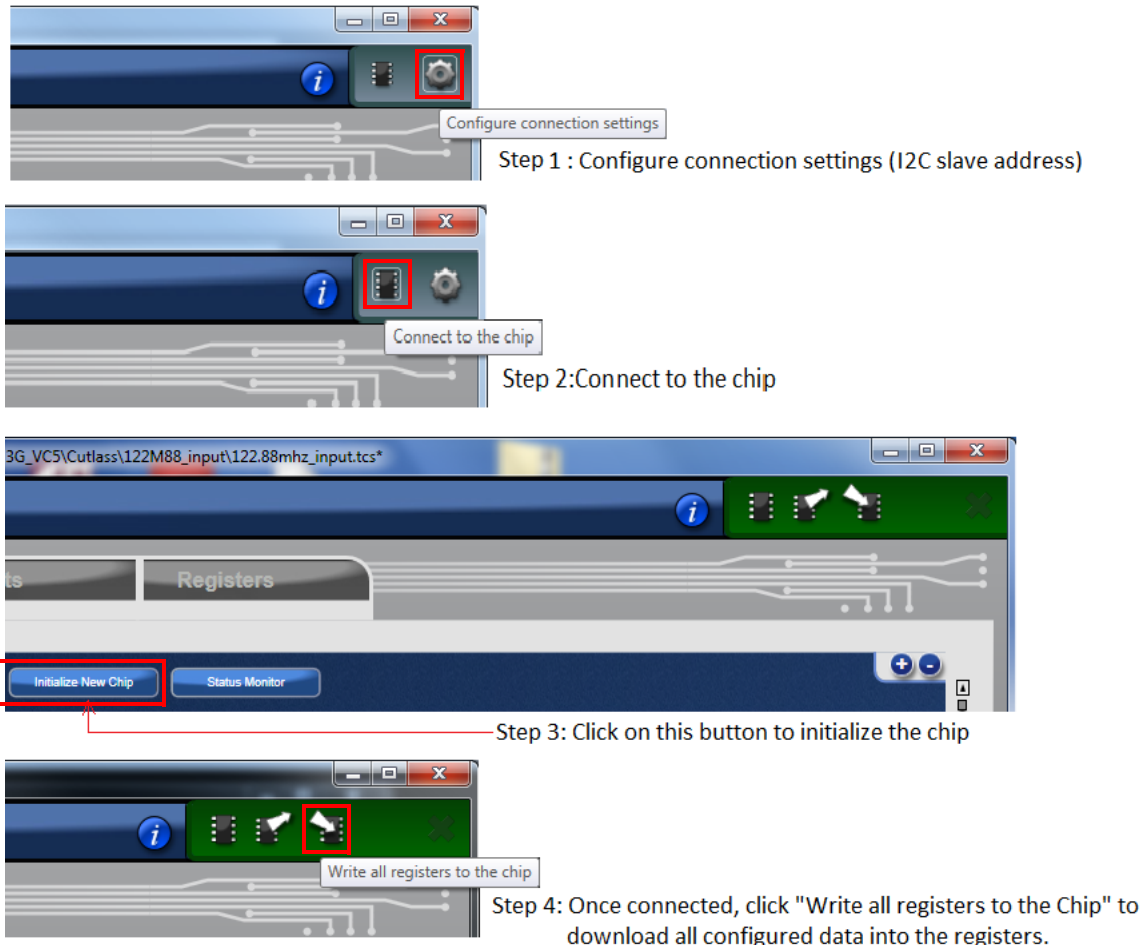 Configure connection settings
Step 1 : Configure connection settings (I2C slave address)
Connect to the chip
Step 2:Connect to the chip
3G_VC5\Cutlass\122M88_input\122.88mhz_input.tcs*
ts
Registers
Initialize New Chip
Status Monitor
Step 3: Click on this button to initialize the chip
Write all registers to the chip
Step 4: Once connected, click "Write all registers to the Chip" to
download all configured data into the registers.